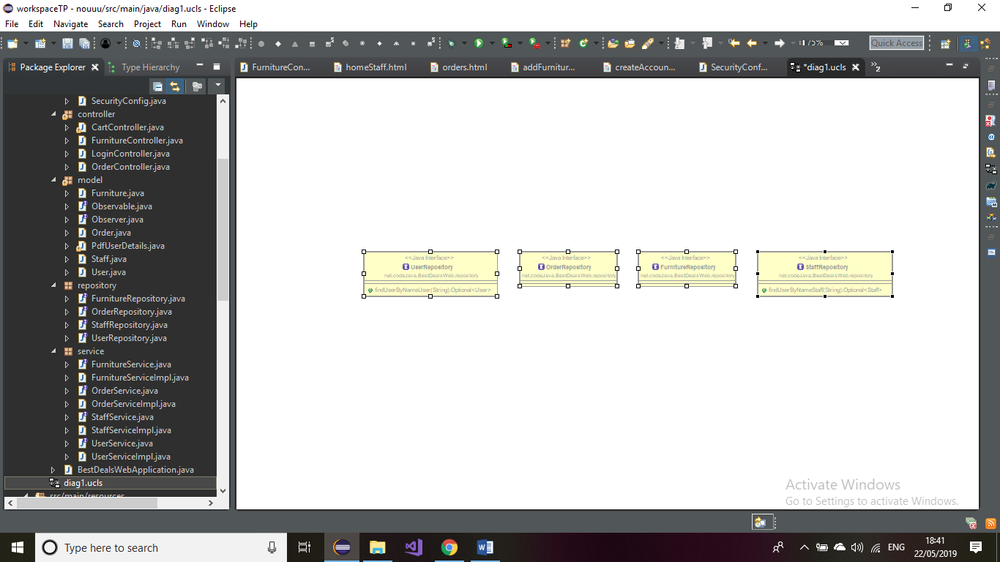 workspaceTP - nouuu/src/main/java/diag1.ucls - Eclipse
File Edit Navigate Search Project Run Window Help
75%
Quick Access
Package Explorer
Type Hierarchy
FurnitureCon...
homeStaff.html
orders.html
addFurnitur...
createAccoun...
SecurityConf...
*diag1.ucls
»2
SecurityConfig.java
controller
CartController.java
FurnitureController.java
LoginController.java
OrderController.java
model
Furniture.java
Observable.java
Observer.java
Order.java
PdfUserDetails.java
Staff.java
User.java
repository
FurnitureRepository.java
OrderRepository.java
StaffRepository.java
UserRepository.java
service
FurnitureService.java
FurnitureServiceImpl.java
OrderService.java
OrderServiceImpl.java
StaffService.java
StaffServiceImpl.java
UserService.java
UserServiceImpl.java
BestDealsWebApplication.java
diag1.ucls
src/main/resources
<<Java Interface>>
UserRepository
net.codeJava.BestDealsWeb.repository
findUserByNameUser(String):Optional<User>
<<Java Interface>>
OrderRepository
net.codeJava.BestDealsWeb.repository
<<Java Interface>>
FurnitureRepository
net.codeJava.BestDealsWeb.repository
<<Java Interface>>
StaffRepository
net.codeJava.BestDealsWeb.repository
findUserByNameStaff(String):Optional<Staff>
Activate Windows
Go to Settings to activate Windows.
Type here to search
ENG
18:41
22/05/2019